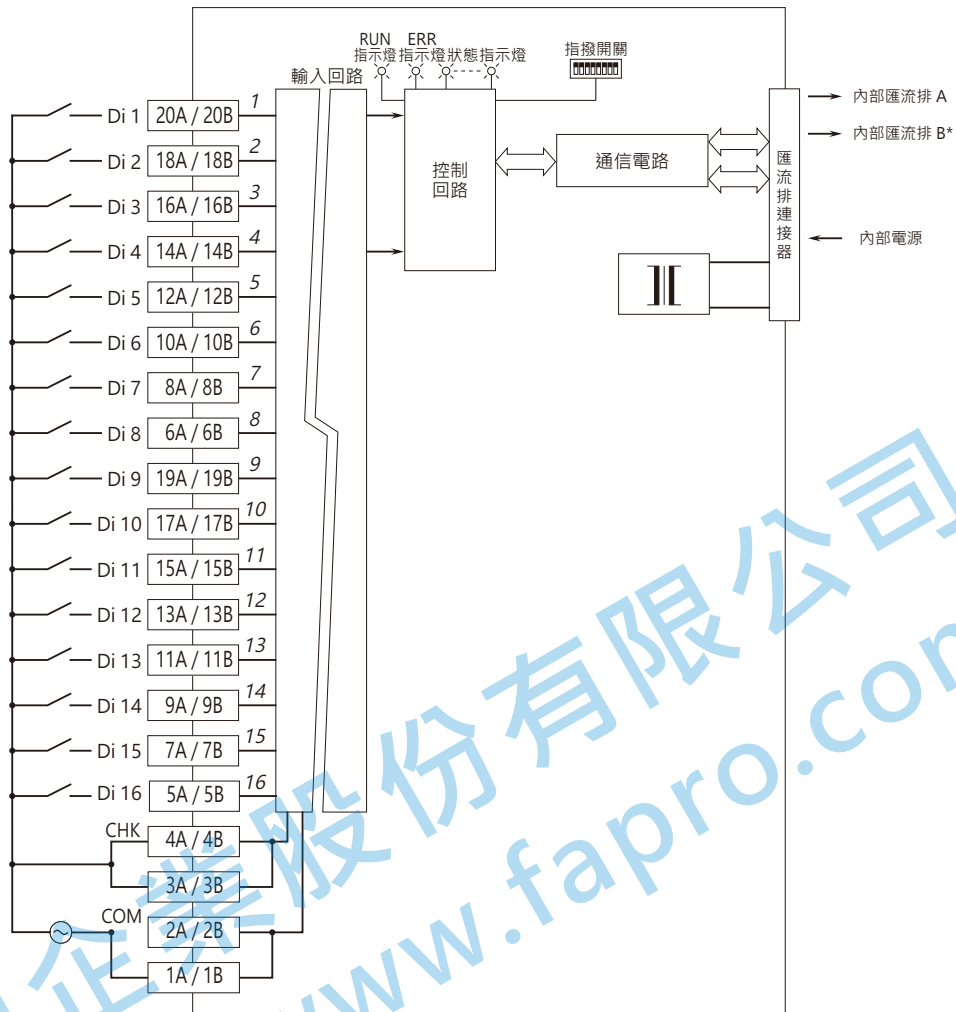 RUN ERR
指示燈 指示燈 狀態指示燈
指撥開關
輸入回路
控制
回路
通信電路
匯流排連接器
內部匯流排 A
內部匯流排 B*
內部電源
Di 1 20A / 20B 1
Di 2 18A / 18B 2
Di 3 16A / 16B 3
Di 4 14A / 14B 4
Di 5 12A / 12B 5
Di 6 10A / 10B 6
Di 7 8A / 8B 7
Di 8 6A / 6B 8
Di 9 19A / 19B 9
Di 10 17A / 17B 10
Di 11 15A / 15B 11
Di 12 13A / 13B 12
Di 13 11A / 11B 13
Di 14 9A / 9B 14
Di 15 7A / 7B 15
Di 16 5A / 5B 16
CHK 4A / 4B
3A / 3B
COM 2A / 2B
1A / 1B
企業股份有限公司
www.fapro.com